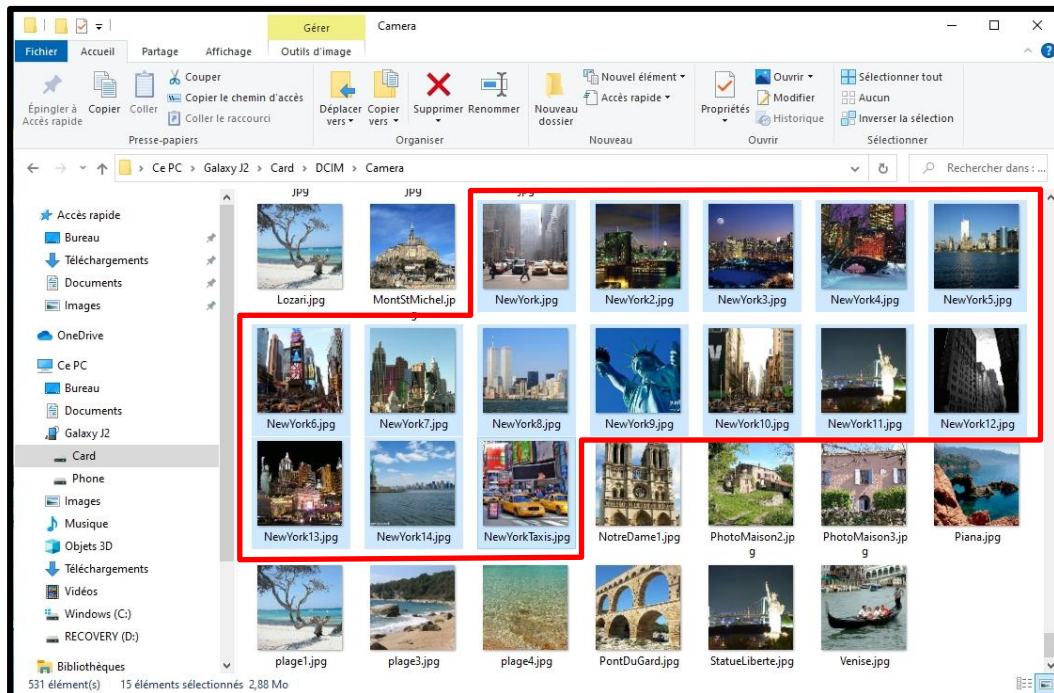 Gérer
Camera
Fichier Accueil Partage Affichage Outils d'image
Épingler à Accès rapide
Copier
Coller
Couper
Copier le chemin d'accès
Coller le raccourci
Presse-papiers
Déplacer vers
Copier vers
Supprimer
Renommer
Organiser
Nouveau dossier
Nouvel élément
Accès rapide
Nouveau
Propriétés
Ouvrir
Modifier
Historique
Ouvrir
Sélectionner tout
Aucun
Inverser la sélection
Sélectionner
Ce PC > Galaxy J2 > Card > DCIM > Camera
Rechercher dans : ...
Accès rapide
Bureau
Téléchargements
Documents
Images
OneDrive
Ce PC
Bureau
Documents
Galaxy J2
Card
Phone
Images
Musique
Objets 3D
Téléchargements
Vidéos
Windows (C:)
RECOVERY (D:)
Bibliothèques
jpg jpg jpg
Lozari.jpg MontStMichel.jpg NewYork.jpg NewYork2.jpg NewYork3.jpg NewYork4.jpg NewYork5.jpg
NewYork6.jpg NewYork7.jpg NewYork8.jpg NewYork9.jpg NewYork10.jpg NewYork11.jpg NewYork12.jpg
NewYork13.jpg NewYork14.jpg NewYorkTaxis.jpg NotreDame1.jpg PhotoMaison2.jpg PhotoMaison3.jpg Piana.jpg
plage1.jpg plage3.jpg plage4.jpg PontDuGard.jpg StatueLiberte.jpg Venise.jpg
531 élément(s) 15 éléments sélectionnés 2,88 Mo